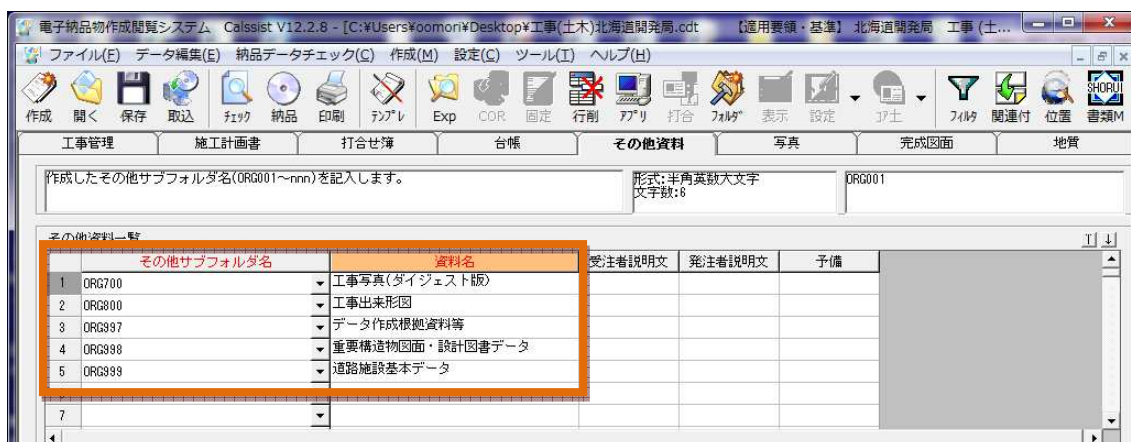 電子納品物作成閲覧システム Calssist V12.2.8 - [C:¥Users¥oomori¥Desktop¥工事(土木)北海道開発局.cdt 【適用要領・基準】 北海道開発局 工事 (土...
ファイル(F) データ編集(E) 納品データチェック(C) 作成(M) 設定(C) ツール(T) ヘルプ(H)
SHORUI
作成 開く 保存 取込 ﾁｪｯｸ 納品 印刷 ﾃﾝﾌﾟﾚ Exp COR 固定 行削 ｱﾌﾟﾘ 打合 ﾌｫﾙﾀﾞ 表示 設定 ｺｱ土 ﾌｨﾙﾀ 関連付 位置 書類M
工事管理 施工計画書 打合せ簿 台帳 その他資料 写真 完成図面 地質
作成したその他サブフォルダ名(ORG001～nnn)を記入します。 形式:半角英数大文字 ORG001
文字数:6
その他資料一覧
その他サブフォルダ名 資料名 受注者説明文 発注者説明文 予備
1 ORG700 工事写真(ダイジェスト版)
2 ORG800 工事出来形図
3 ORG997 データ作成根拠資料等
4 ORG998 重要構造物図面・設計図書データ
5 ORG999 道路施設基本データ
7